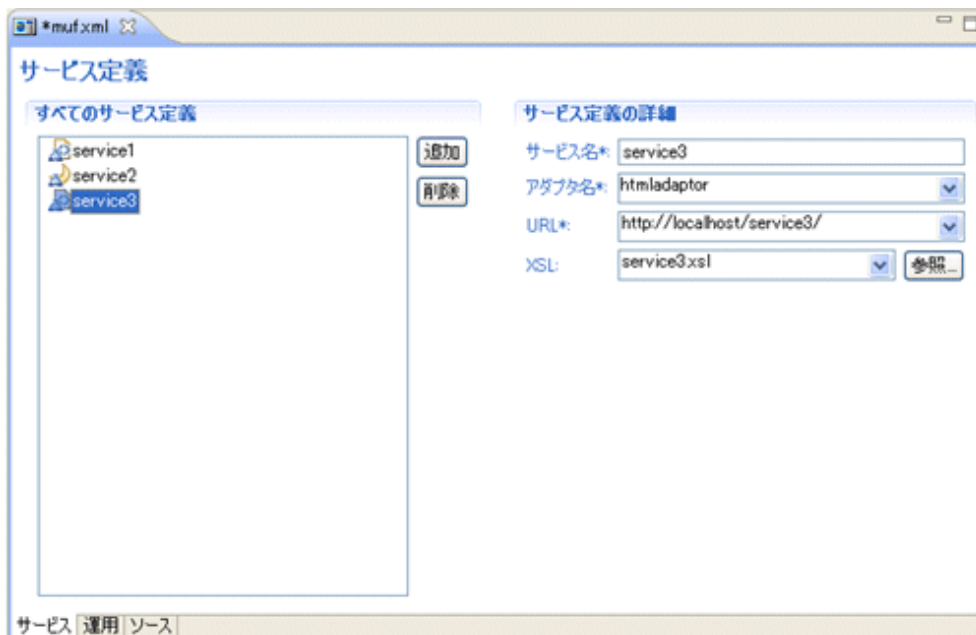 *muf.xml
サービス定義
すべてのサービス定義
service1
service2
service3
追加
削除
サービス定義の詳細
サービス名*: service3
アダプタ名*: htmladaptor
URL*: http://localhost/service3/
XSL: service3.xsl 参照...
サービス 運用 ソース